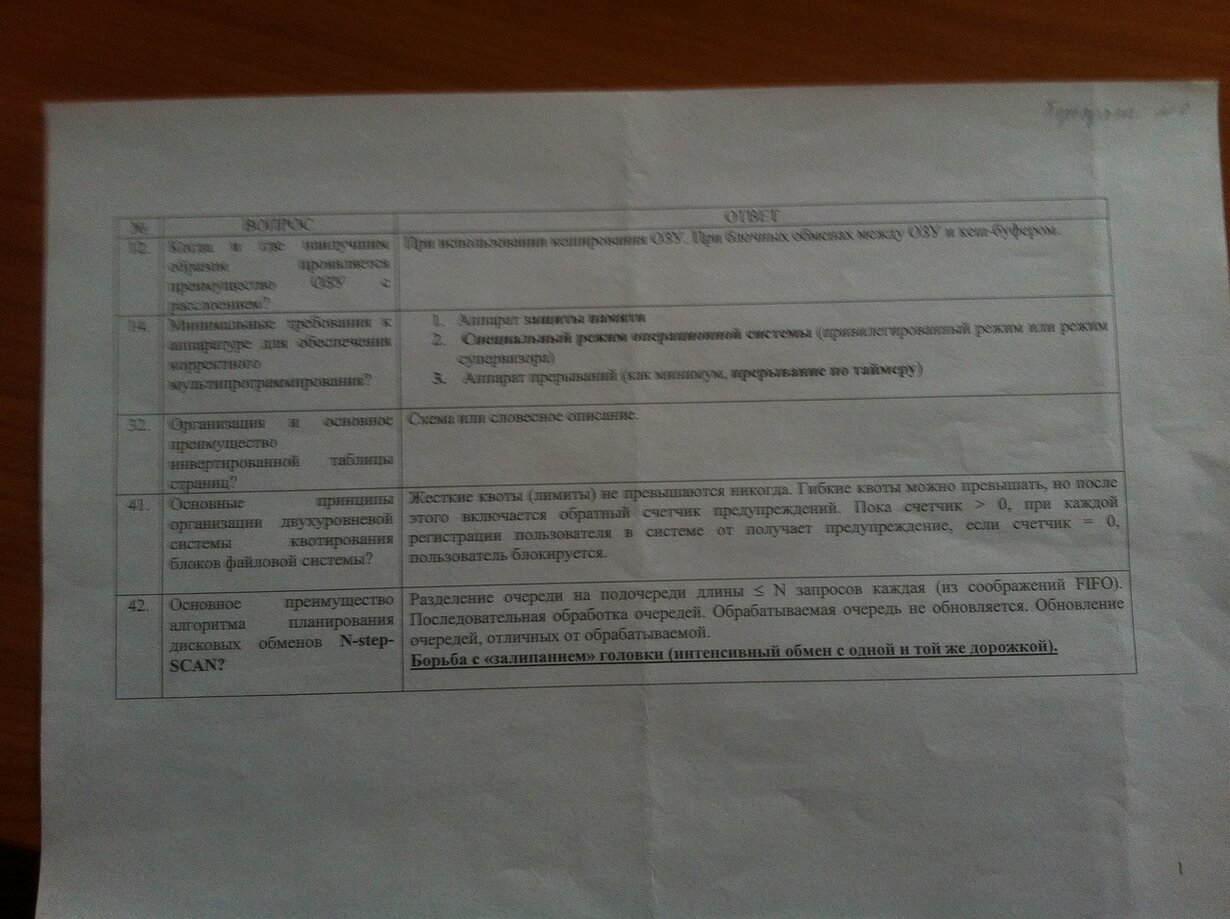 № ВОПРОС ОТВЕТ
12. Когда и где наилучшим
образом проявляется
преимущество ОЗУ с
расслоением?
При использовании кеширования ОЗУ. При блочных обменах между ОЗУ и кеш-буфером.
14. Минимальные требования к
аппаратуре для обеспечения
корректного
мультипрограммирования?
1. Аппарат защиты памяти
2. Специальный режим операционной системы (привилегированный режим или режим
супервизора)
3. Аппарат прерываний (как минимум, прерывание по таймеру)
32. Организация и основное
преимущество
инвертированной таблицы
страниц?
Схема или словесное описание.
41. Основные принципы
организации двухуровневой
системы квотирования
блоков файловой системы?
Жесткие квоты (лимиты) не превышаются никогда. Гибкие квоты можно превышать, но после
этого включается обратный счетчик предупреждений. Пока счетчик > 0, при каждой
регистрации пользователя в системе от получает предупреждение, если счетчик = 0,
пользователь блокируется.
42. Основное преимущество
алгоритма планирования
дисковых обменов N-step-
SCAN?
Разделение очереди на подочереди длины ≤ N запросов каждая (из соображений FIFO).
Последовательная обработка очередей. Обрабатываемая очередь не обновляется. Обновление
очередей, отличных от обрабатываемой.
Борьба с «залипанием» головки (интенсивный обмен с одной и той же дорожкой).
1